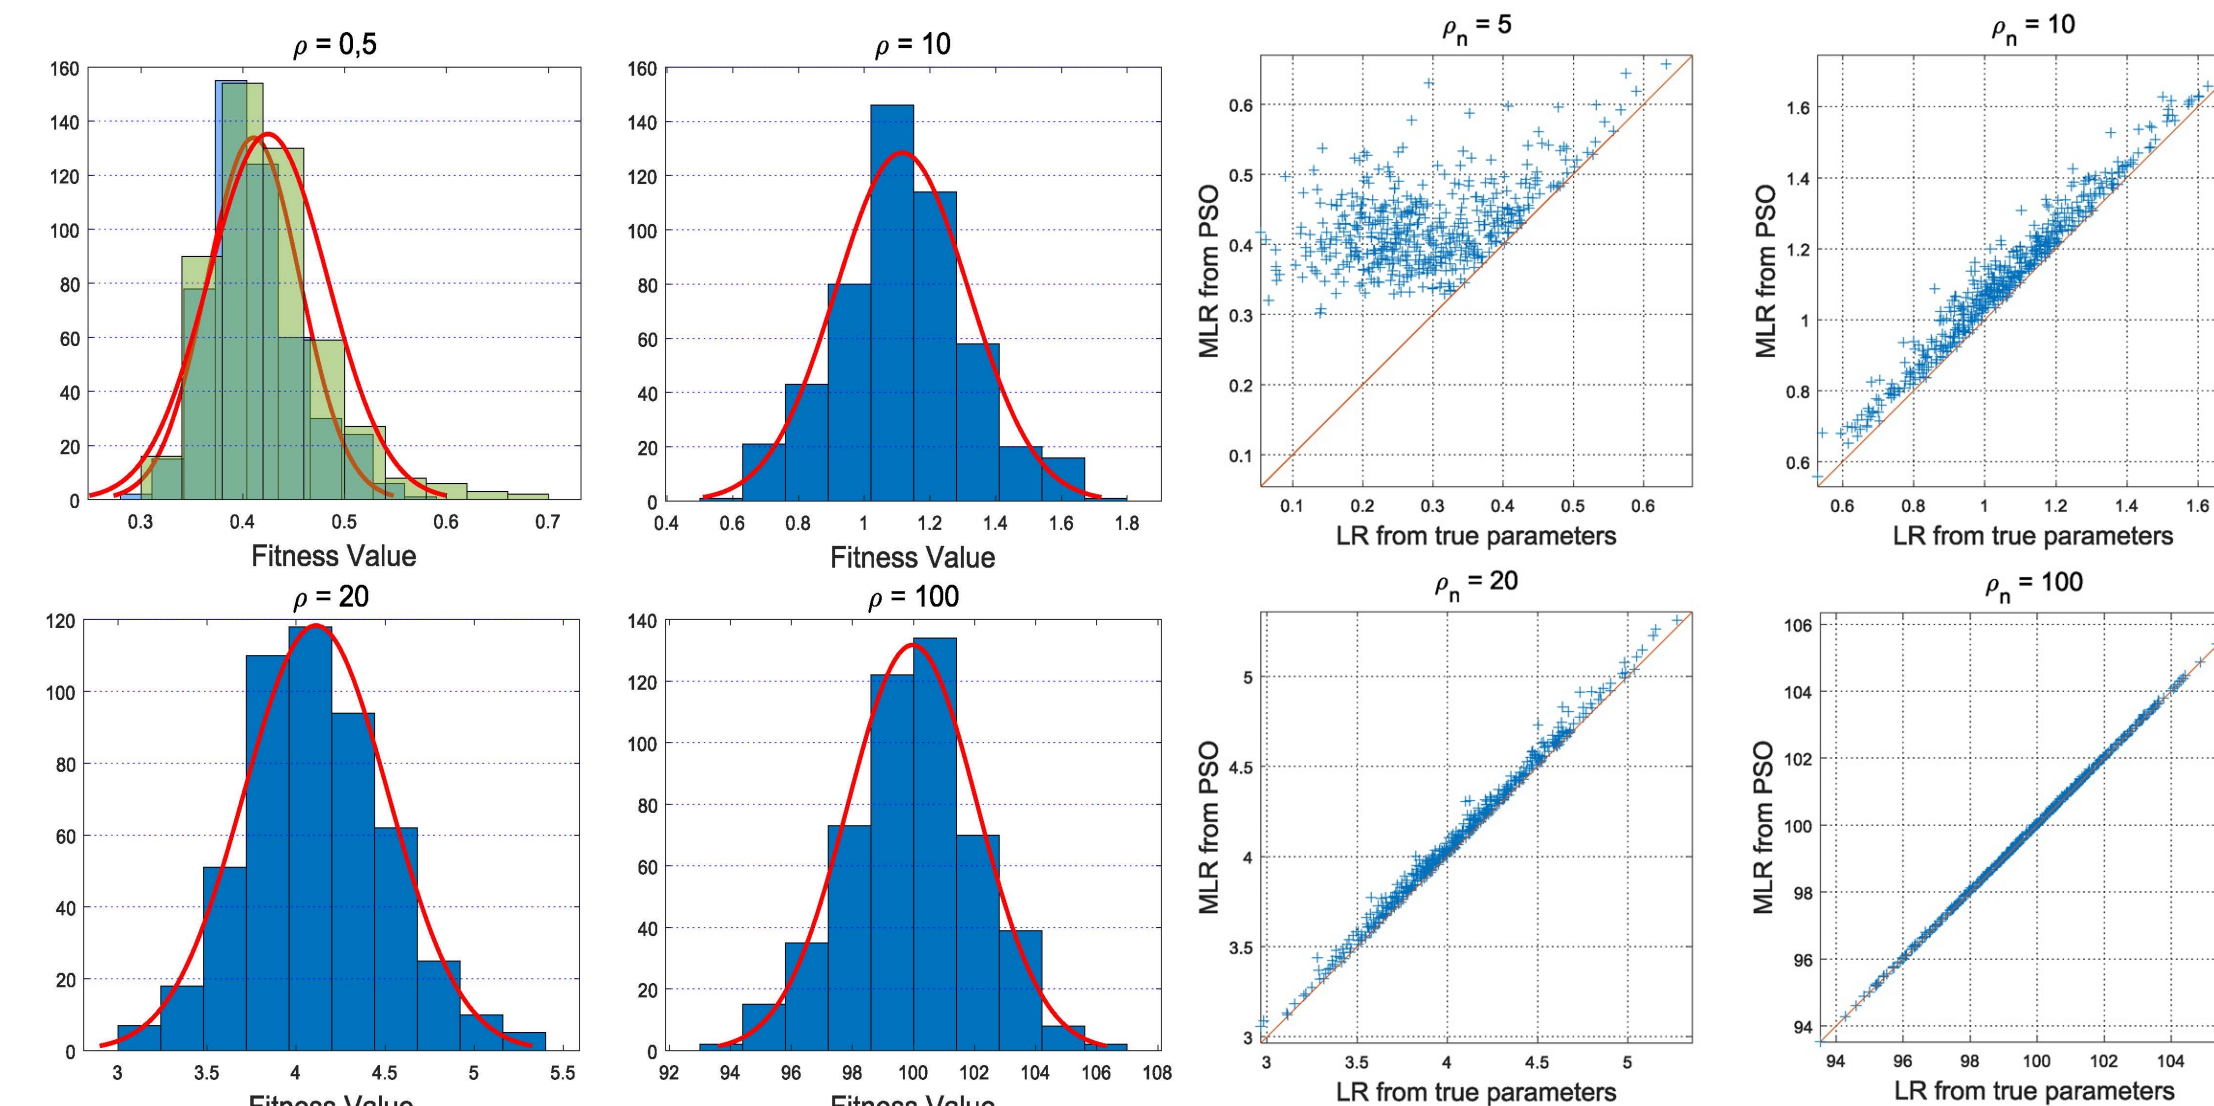 ρ = 0,5
160
140
120
100
80
60
40
20
0
0.3 0.4 0.5 0.6 0.7
Fitness Value
ρ = 10
160
140
120
100
80
60
40
20
0
0.4 0.6 0.8 1 1.2 1.4 1.6 1.8
Fitness Value
ρn = 5
MLR from PSO
0.6
0.5
0.4
0.3
0.2
0.1
0.1 0.2 0.3 0.4 0.5 0.6
LR from true parameters
ρn = 10
MLR from PSO
1.6
1.4
1.2
1
0.8
0.6
0.6 0.8 1 1.2 1.4 1.6
LR from true parameters
ρ = 20
120
100
80
60
40
20
0
3 3.5 4 4.5 5 5.5
Fitness Value
ρ = 100
140
120
100
80
60
40
20
0
92 94 96 98 100 102 104 106 108
Fitness Value
ρn = 20
MLR from PSO
5
4.5
4
3.5
3
3 3.5 4 4.5 5
LR from true parameters
ρn = 100
MLR from PSO
106
104
102
100
98
96
94
94 96 98 100 102 104
LR from true parameters